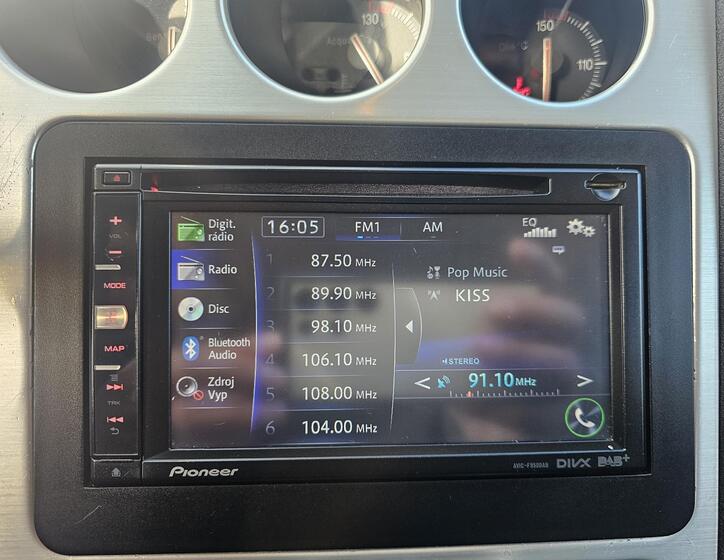 130
150
110
VOL
MODE
MAP
TRK
Digit.
rádio
Radio
Disc
Bluetooth
Audio
Zdroj
Vyp
16:05 FM1 AM
EQ
1 87.50 MHz
2 89.90 MHz
3 98.10 MHz
4 106.10 MHz
5 108.00 MHz
6 104.00 MHz
Pop Music
KISS
STEREO
< 91.10 MHz >
Pioneer AVIC-F950DAB DIVX DAB+